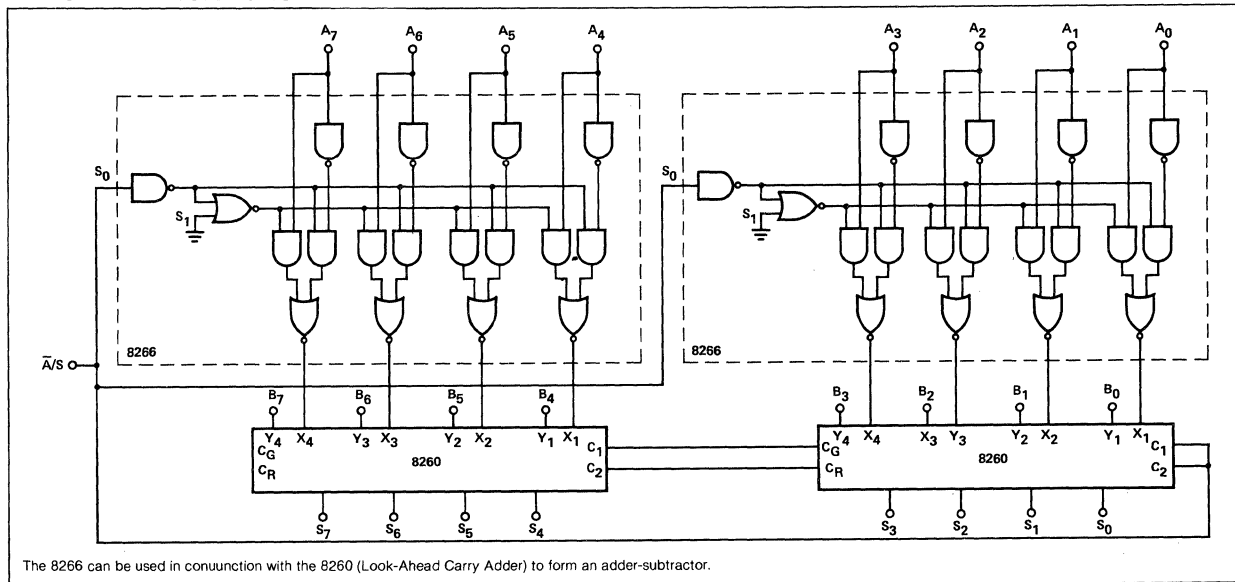 A7 A6 A5 A4 A3 A2 A1 A0
S0 S0
S1 S1
8266 8266
A̅/S
B7 B6 B5 B4 B3 B2 B1 B0
Y4 X4 Y3 X3 Y2 X2 Y1 X1 Y4 X4 X3 Y3 Y2 X2 Y1 X1
CG 8260 C1 CG 8260 C1
CR C2 CR C2
S7 S6 S5 S4 S3 S2 S1 S0
The 8266 can be used in conuunction with the 8260 (Look-Ahead Carry Adder) to form an adder-subtractor.